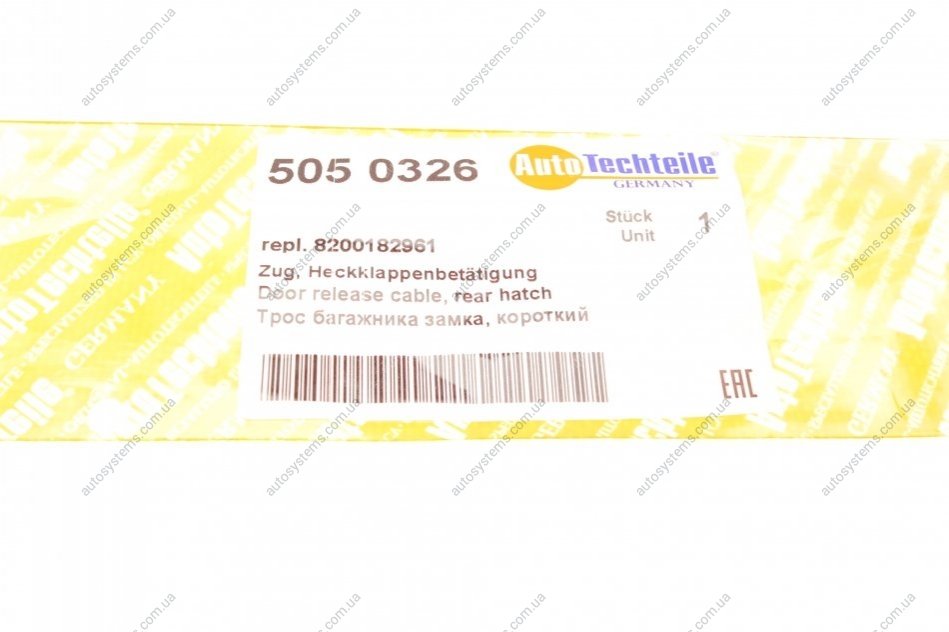 505 0326
AutoTechteile®
GERMANY
Stück 1
Unit
repl. 8200182961
Zug, Heckklappenbetätigung
Door release cable, rear hatch
Трос багажника замка, короткий
EAC
autosystems.com.ua